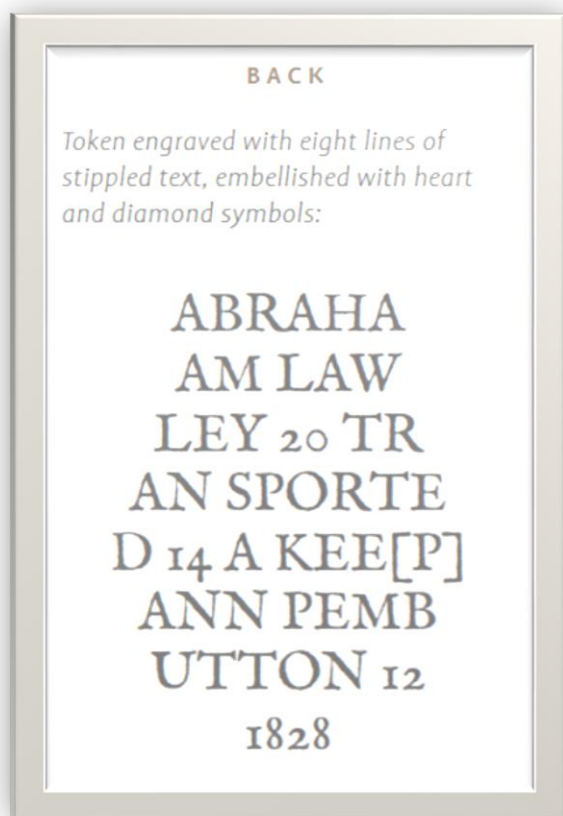 BACK
Token engraved with eight lines of
stippled text, embellished with heart
and diamond symbols:
ABRAHA
AM LAW
LEY 20 TR
AN SPORTE
D 14 A KEE[P]
ANN PEMB
UTTON 12
1828